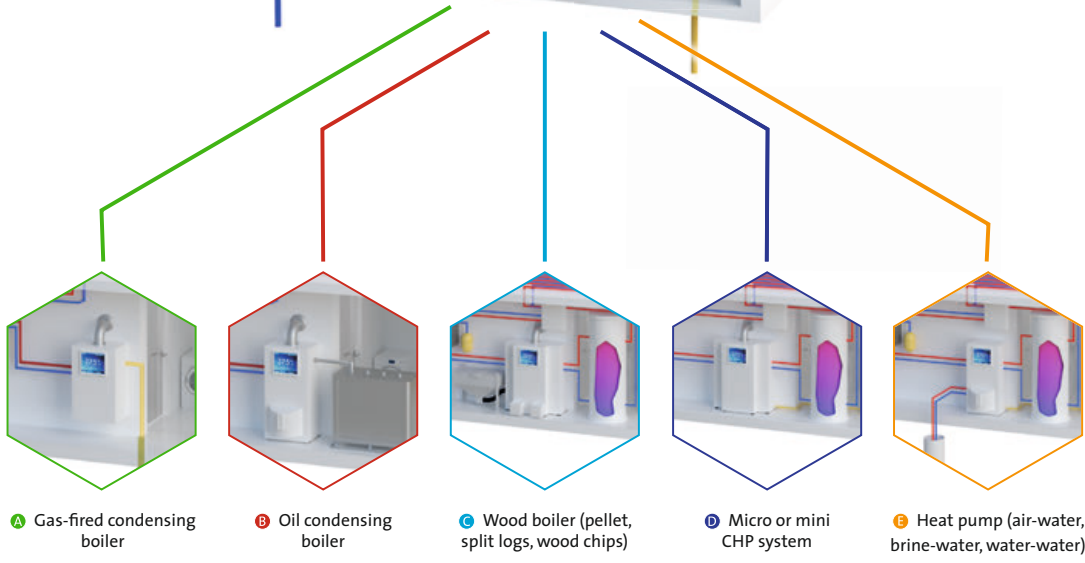 A Gas-fired condensing
boiler
B Oil condensing
boiler
C Wood boiler (pellet,
split logs, wood chips)
D Micro or mini
CHP system
E Heat pump (air-water,
brine-water, water-water)